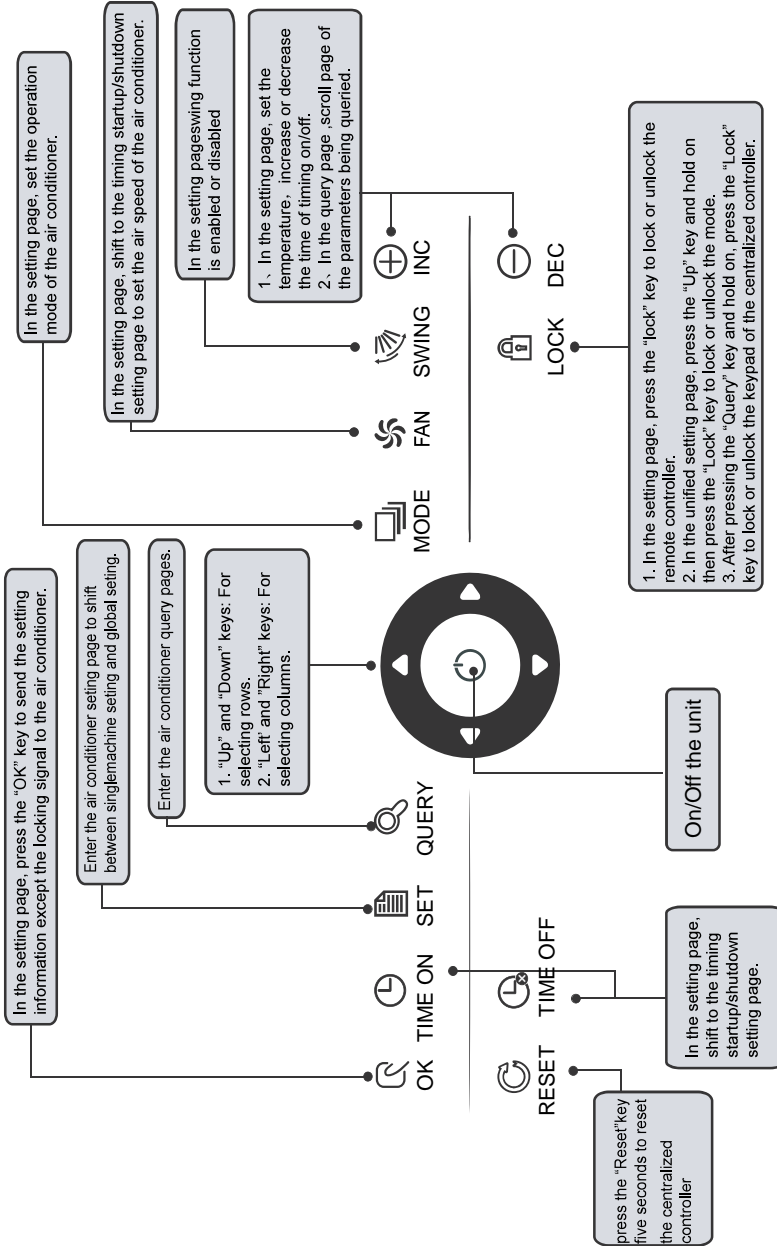 In the setting page, press the “OK” key to send the setting
information except the locking signal to the air conditioner.
Enter the air conditioner seting page to shift
between singlemachine seting and global seting.
Enter the air conditioner query pages.
1. “Up” and “Down” keys: For
selecting rows.
2. “Left’ and ”Right” keys: For
selecting columns.
In the setting page, set the operation
mode of the air conditioner.
In the setting page, shift to the timing startup/shutdown
setting page to set the air speed of the air conditioner.
In the setting pageswing function
is enabled or disabled
1、In the setting page, set the
temperature，increase or decrease
the time of timing on/off.
2、In the query page ,scroll page of
the parameters being queried.
OK
TIME ON
SET
QUERY
MODE
FAN
SWING
INC
RESET
TIME OFF
LOCK
DEC
press the “Reset”key
five seconds to reset
the centralized
controller
In the setting page,
shift to the timing
startup/shutdown
setting page.
On/Off the unit
1. In the setting page, press the “lock” key to lock or unlock the
remote controller.
2. In the unified setting page, press the “Up” key and hold on
then press the “Lock” key to lock or unlock the mode.
3. After pressing the “Query” key and hold on, press the “Lock”
key to lock or unlock the keypad of the centralized controller.